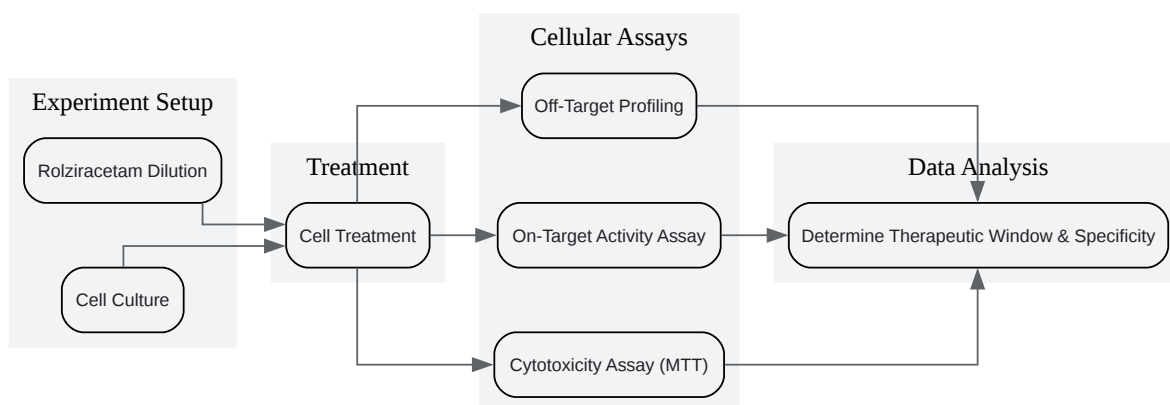 Experiment Setup
Rolziracetam Dilution
Cell Culture
Treatment
Cell Treatment
Cellular Assays
Off-Target Profiling
On-Target Activity Assay
Cytotoxicity Assay (MTT)
Data Analysis
Determine Therapeutic Window & Specificity